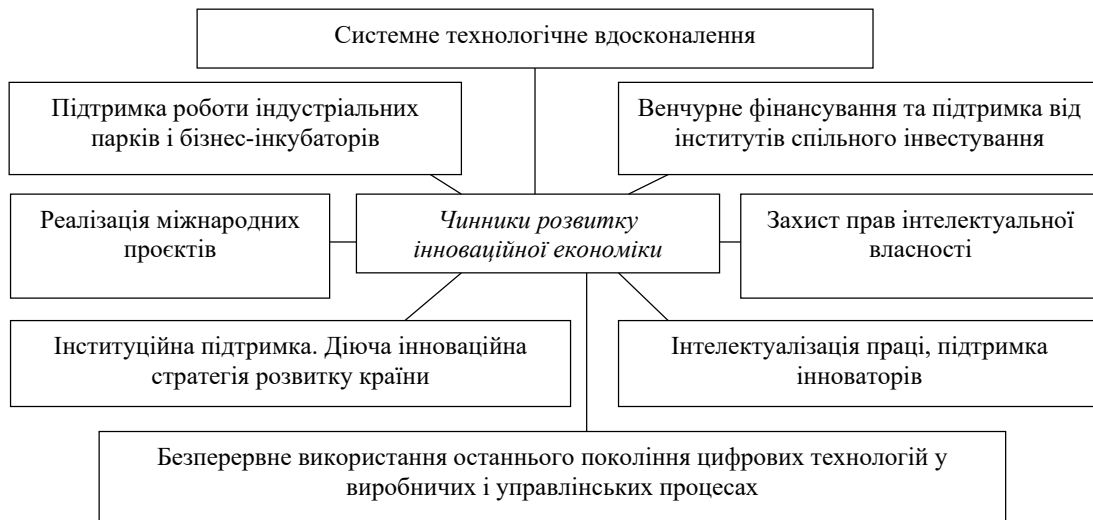 Системне технологічне вдосконалення
Підтримка роботи індустріальних
парків і бізнес-інкубаторів
Венчурне фінансування та підтримка від
інститутів спільного інвестування
Реалізація міжнародних
проєктів
Чинники розвитку
інноваційної економіки
Захист прав інтелектуальної
власності
Інституційна підтримка. Діюча інноваційна
стратегія розвитку країни
Інтелектуалізація праці, підтримка
інноваторів
Безперервне використання останнього покоління цифрових технологій у
виробничих і управлінських процесах